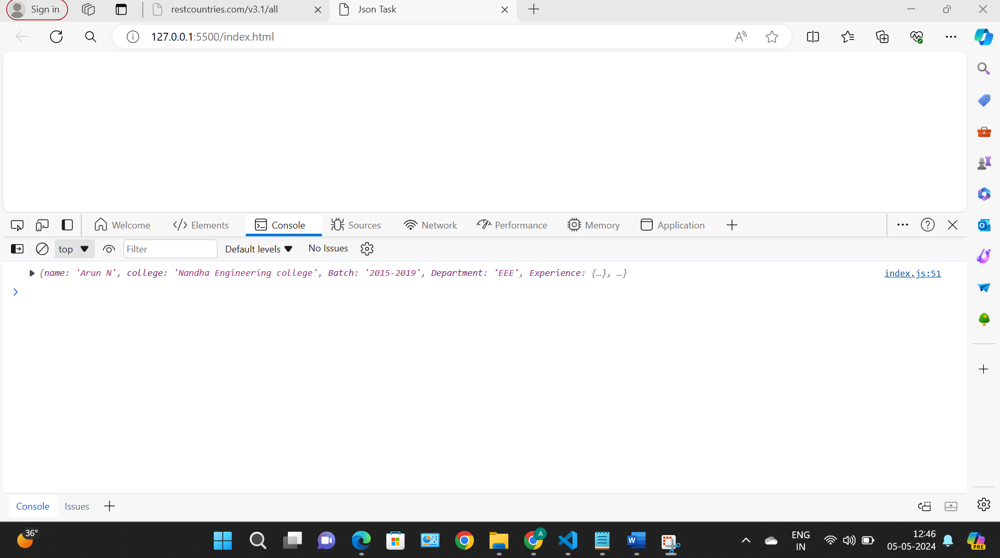 Sign in
restcountries.com/v3.1/all
Json Task
127.0.0.1:5500/index.html
Welcome
Elements
Console
Sources
Network
Performance
Memory
Application
top
Filter
Default levels
No Issues
{name: 'Arun N', college: 'Nandha Engineering college', Batch: '2015-2019', Department: 'EEE', Experience: {…}, …}
index.js:51
Console
Issues
36°
A
W
ENG
IN
12:46
05-05-2024
PRE